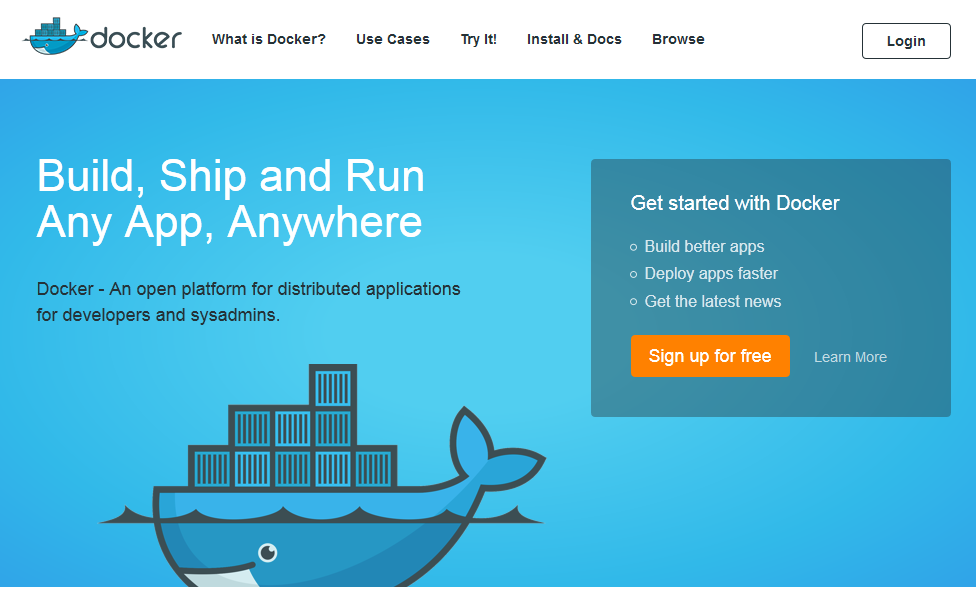 docker
What is Docker? Use Cases Try It! Install & Docs Browse Login
Build, Ship and Run
Any App, Anywhere
Docker - An open platform for distributed applications
for developers and sysadmins.
Get started with Docker
Build better apps
Deploy apps faster
Get the latest news
Sign up for free Learn More